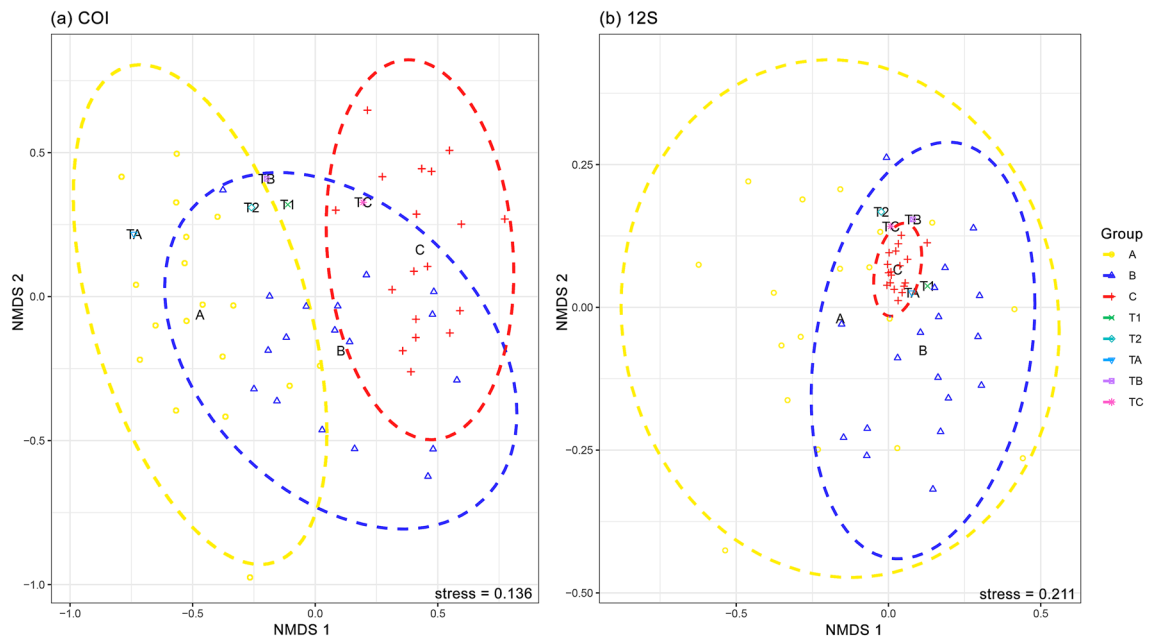 (a) COI
(b) 12S
NMDS 2
0.5
0.0
−0.5
−1.0
TB
T2
T1
TC
TA
C
A
B
stress = 0.136
−1.0
−0.5
0.0
0.5
NMDS 1
NMDS 2
0.25
0.00
−0.25
−0.50
T2
TB
TC
C
T1
TA
A
B
stress = 0.211
−0.5
0.0
0.5
NMDS 1
Group
A
B
C
T1
T2
TA
TB
TC